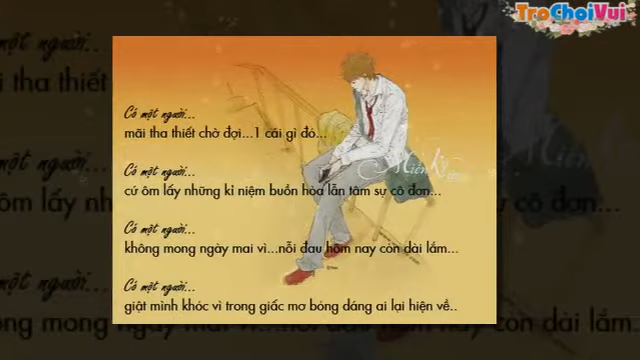 TroChoiVui
Có một người...
mãi tha thiết chờ đợi...1 cái gì đó...
Có một người...
cứ ôm lấy những kỉ niệm buồn hòa lẫn tâm sự cô đơn...
Có một người...
không mong ngày mai vì...nỗi đau hôm nay còn dài lắm...
Có một người...
giật mình khóc vì trong giấc mơ bóng dáng ai lại hiện về..